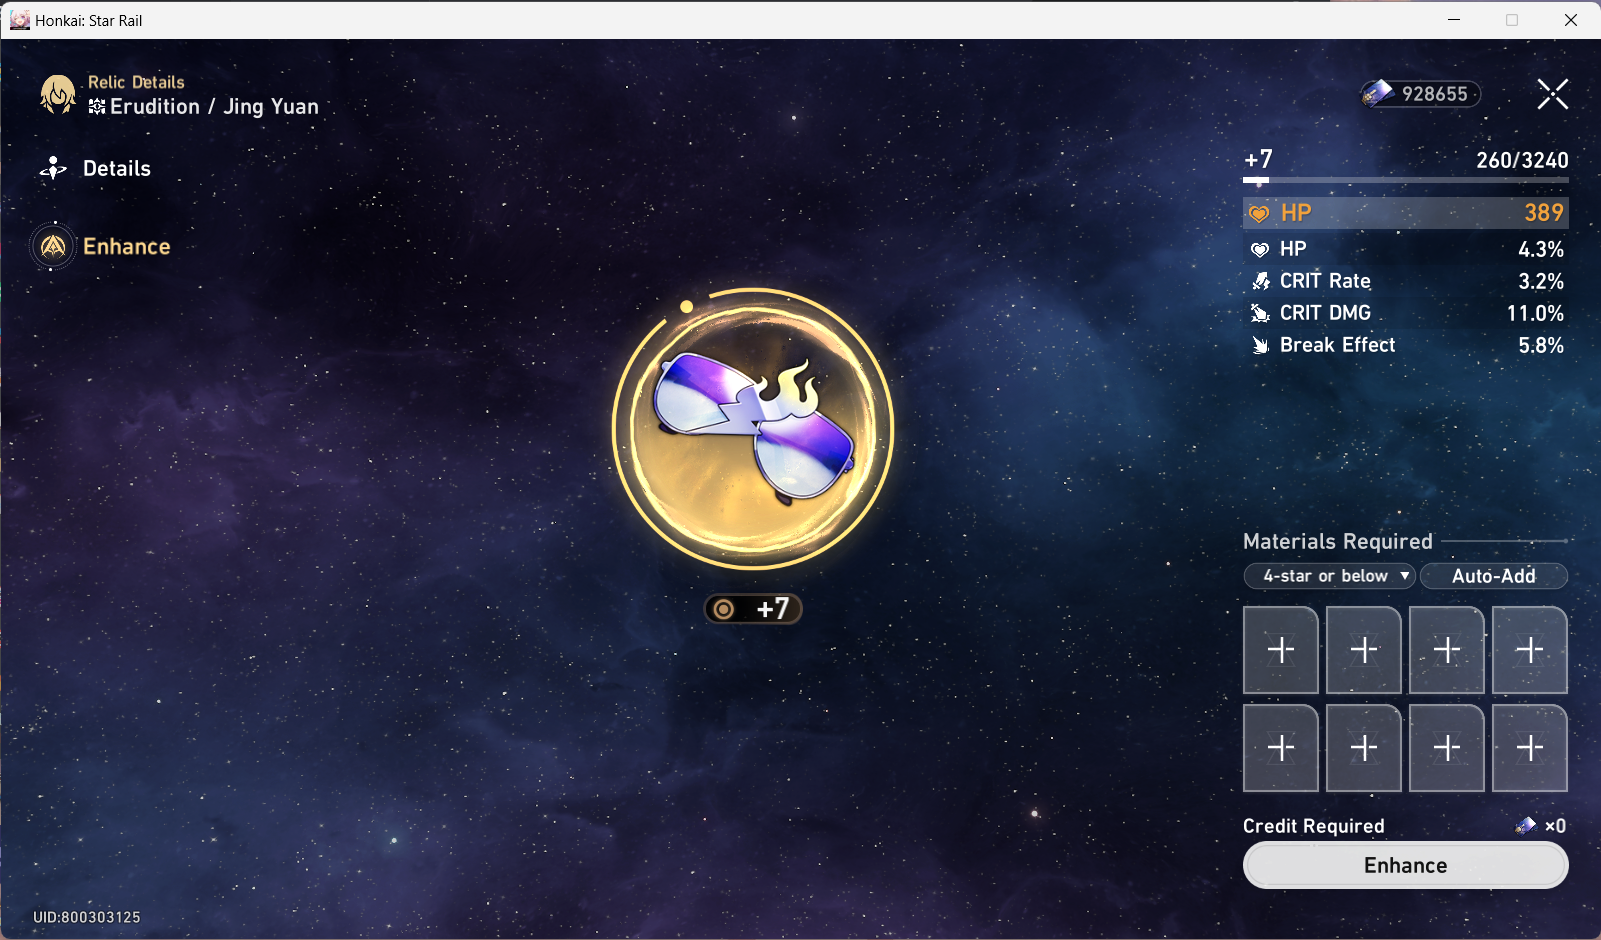 Honkai: Star Rail
Relic Details
Erudition / Jing Yuan
928655
Details
Enhance
+7 260/3240
HP 389
HP 4.3%
CRIT Rate 3.2%
CRIT DMG 11.0%
Break Effect 5.8%
+7
Materials Required
4-star or below Auto-Add
Credit Required ×0
Enhance
UID:800303125